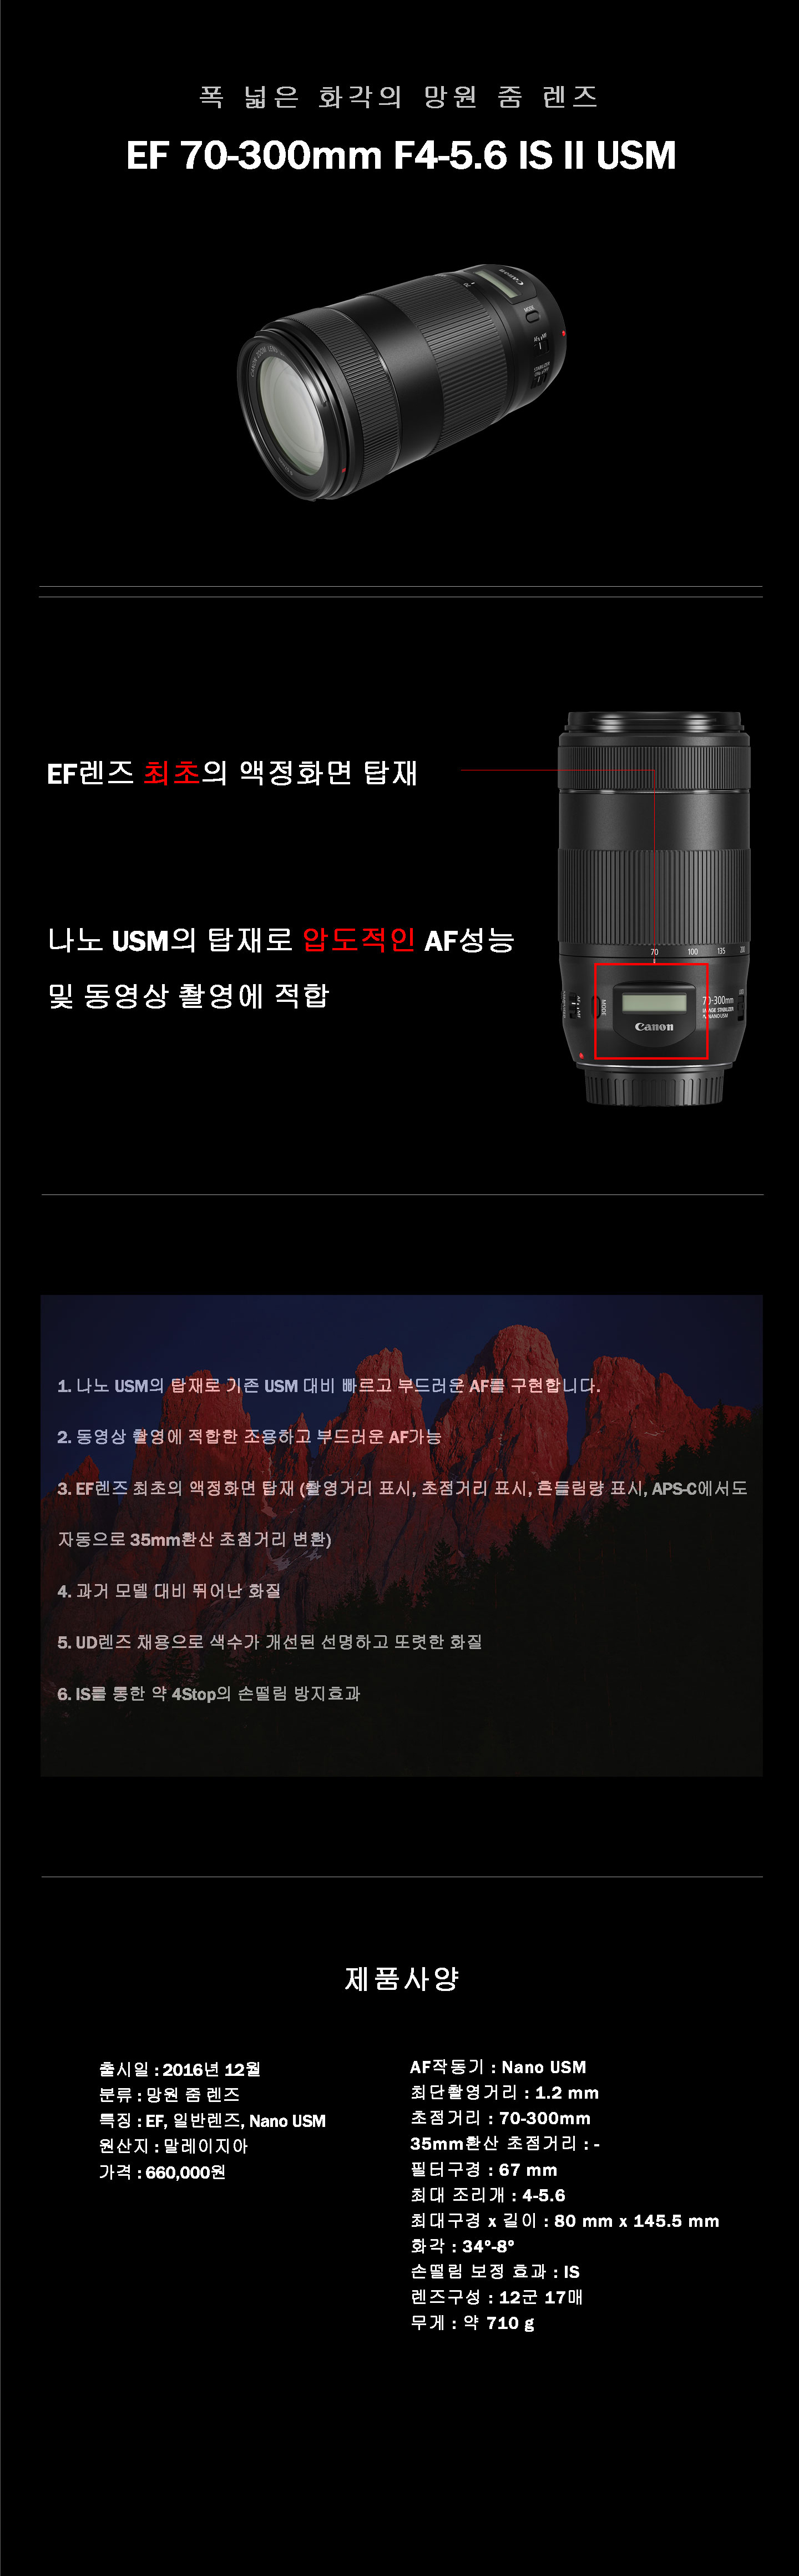 폭 넓은 화각의 망원 줌 렌즈
EF 70-300mm F4-5.6 IS II USM
Canon
MODE
EF렌즈 최초의 액정화면 탑재
나노 USM의 탑재로 압도적인 AF성능
및 동영상 촬영에 적합
70 100 135
MODE
70-300mm
IMAGE STABILIZER
NANO USM
Canon
1. 나노 USM의 탑재로 기존 USM 대비 빠르고 부드러운 AF를 구현합니다.
2. 동영상 촬영에 적합한 조용하고 부드러운 AF가능
3. EF렌즈 최초의 액정화면 탑재 (촬영거리 표시, 초점거리 표시, 흔들림량 표시, APS-C에서도
자동으로 35mm환산 초첨거리 변환)
4. 과거 모델 대비 뛰어난 화질
5. UD렌즈 채용으로 색수가 개선된 선명하고 또렷한 화질
6. IS를 통한 약 4Stop의 손떨림 방지효과
제품사양
출시일 : 2016년 12월
분류 : 망원 줌 렌즈
특징 : EF, 일반렌즈, Nano USM
원산지 : 말레이지아
가격 : 660,000원
AF작동기 : Nano USM
최단촬영거리 : 1.2 mm
초점거리 : 70-300mm
35mm환산 초점거리 : -
필터구경 : 67 mm
최대 조리개 : 4-5.6
최대구경 x 길이 : 80 mm x 145.5 mm
화각 : 34°-8°
손떨림 보정 효과 : IS
렌즈구성 : 12군 17매
무게 : 약 710 g